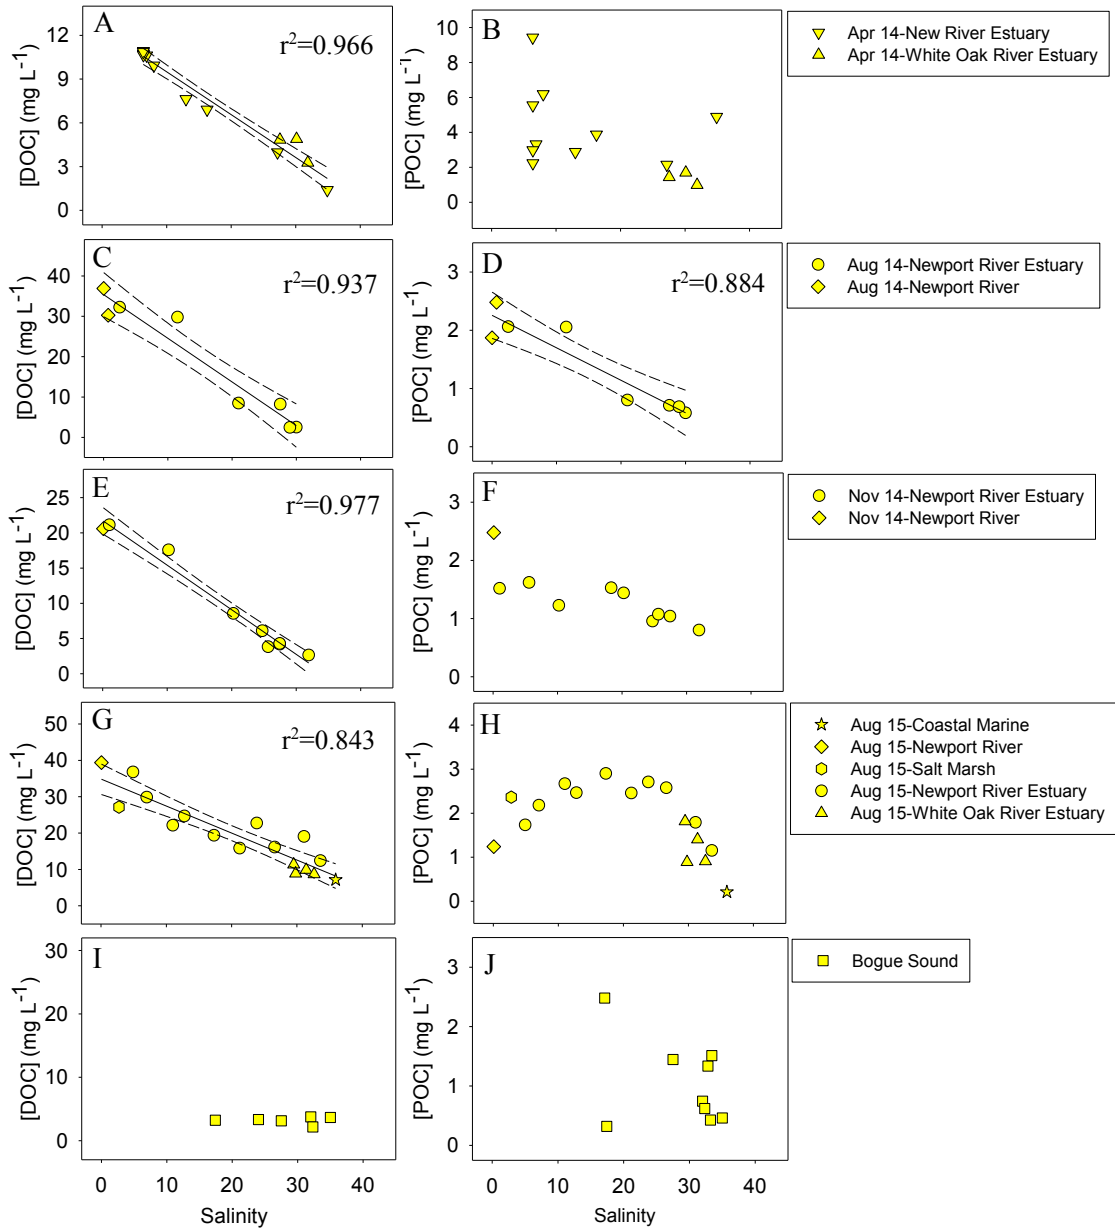 A
r²=0.966
[DOC] (mg L⁻¹)
12
9
6
3
0
B
[POC] (mg L⁻¹)
10
8
6
4
2
0
Apr 14-New River Estuary
Apr 14-White Oak River Estuary
C
r²=0.937
[DOC] (mg L⁻¹)
40
30
20
10
0
D
r²=0.884
[POC] (mg L⁻¹)
3
2
1
0
Aug 14-Newport River Estuary
Aug 14-Newport River
E
r²=0.977
[DOC] (mg L⁻¹)
25
20
15
10
5
0
F
[POC] (mg L⁻¹)
3
2
1
0
Nov 14-Newport River Estuary
Nov 14-Newport River
G
r²=0.843
[DOC] (mg L⁻¹)
50
40
30
20
10
0
H
[POC] (mg L⁻¹)
4
3
2
1
0
Aug 15-Coastal Marine
Aug 15-Newport River
Aug 15-Salt Marsh
Aug 15-Newport River Estuary
Aug 15-White Oak River Estuary
I
[DOC] (mg L⁻¹)
30
20
10
0
0 10 20 30 40
Salinity
J
[POC] (mg L⁻¹)
3
2
1
0
0 10 20 30 40
Salinity
Bogue Sound